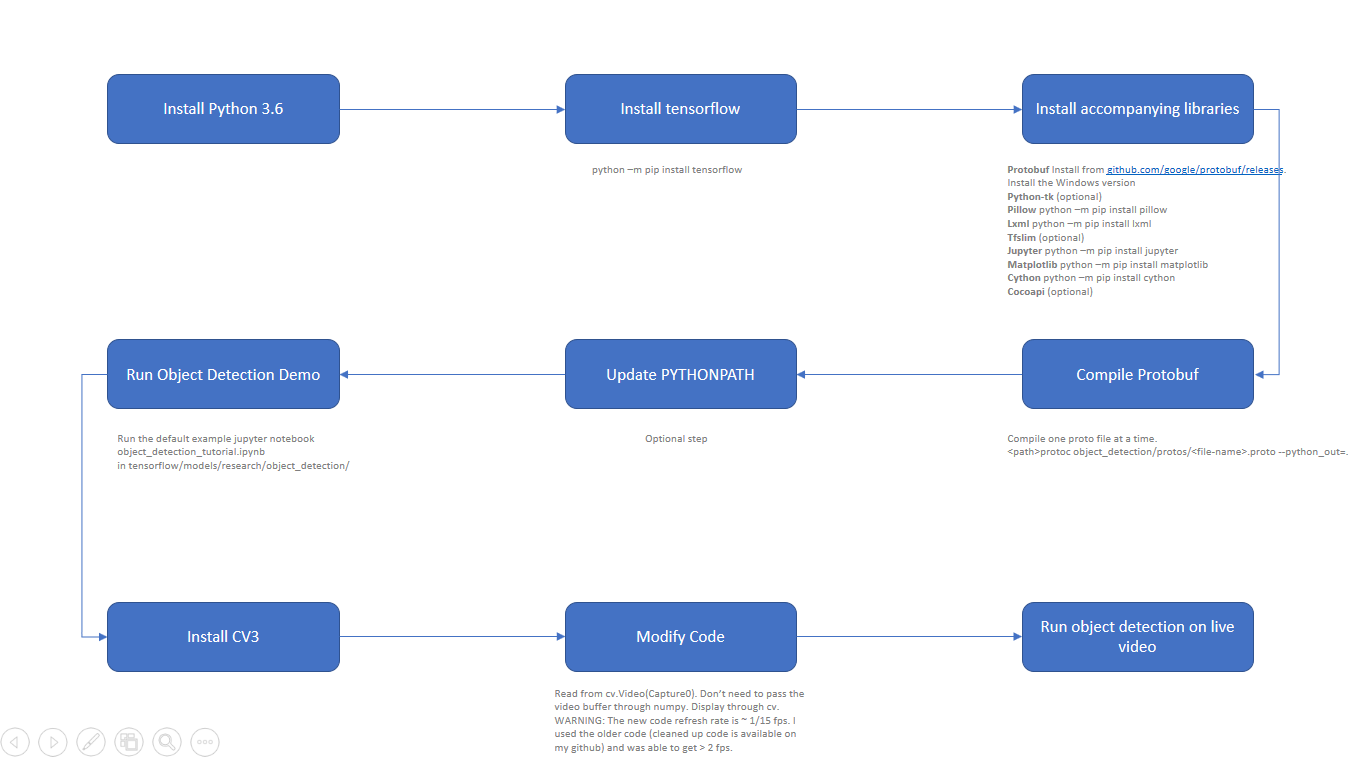 Install Python 3.6
Install tensorflow
Install accompanying libraries
python –m pip install tensorflow
Protobuf Install from github.com/google/protobuf/releases.
Install the Windows version
Python-tk (optional)
Pillow python –m pip install pillow
Lxml python –m pip install lxml
Tfslim (optional)
Jupyter python –m pip install jupyter
Matplotlib python –m pip install matplotlib
Cython python –m pip install cython
Cocoapi (optional)
Run Object Detection Demo
Update PYTHONPATH
Compile Protobuf
Run the default example jupyter notebook
object_detection_tutorial.ipynb
in tensorflow/models/research/object_detection/
Optional step
Compile one proto file at a time.
<path>protoc object_detection/protos/<file-name>.proto --python_out=.
Install CV3
Modify Code
Run object detection on live
video
Read from cv.Video(Capture0). Don't need to pass the
video buffer through numpy. Display through cv.
WARNING: The new code refresh rate is ~ 1/15 fps. I
used the older code (cleaned up code is available on
my github) and was able to get > 2 fps.